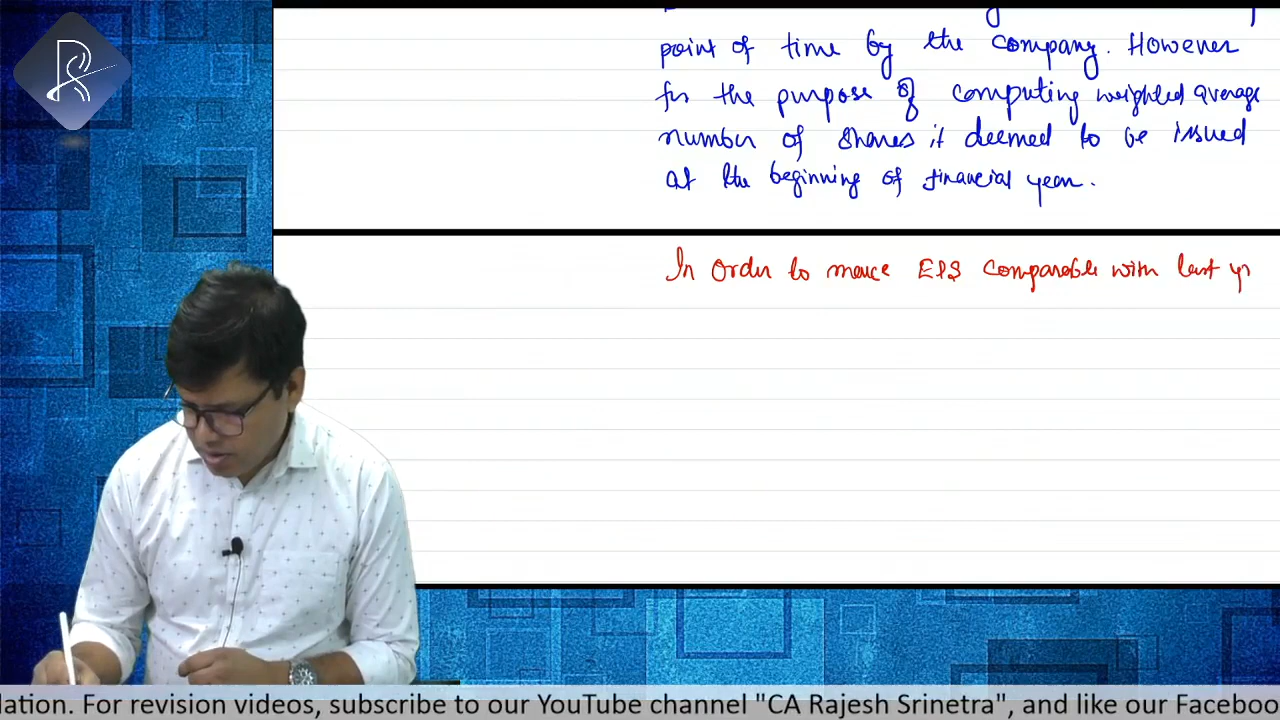 point of time by the company. However
for the purpose of computing weighted average
number of shares it deemed to be issued
at the beginning of financial year.
In order to make EPS comparable with last yr
lation. For revision videos, subscribe to our YouTube channel "CA Rajesh Srinetra", and like our Faceboo